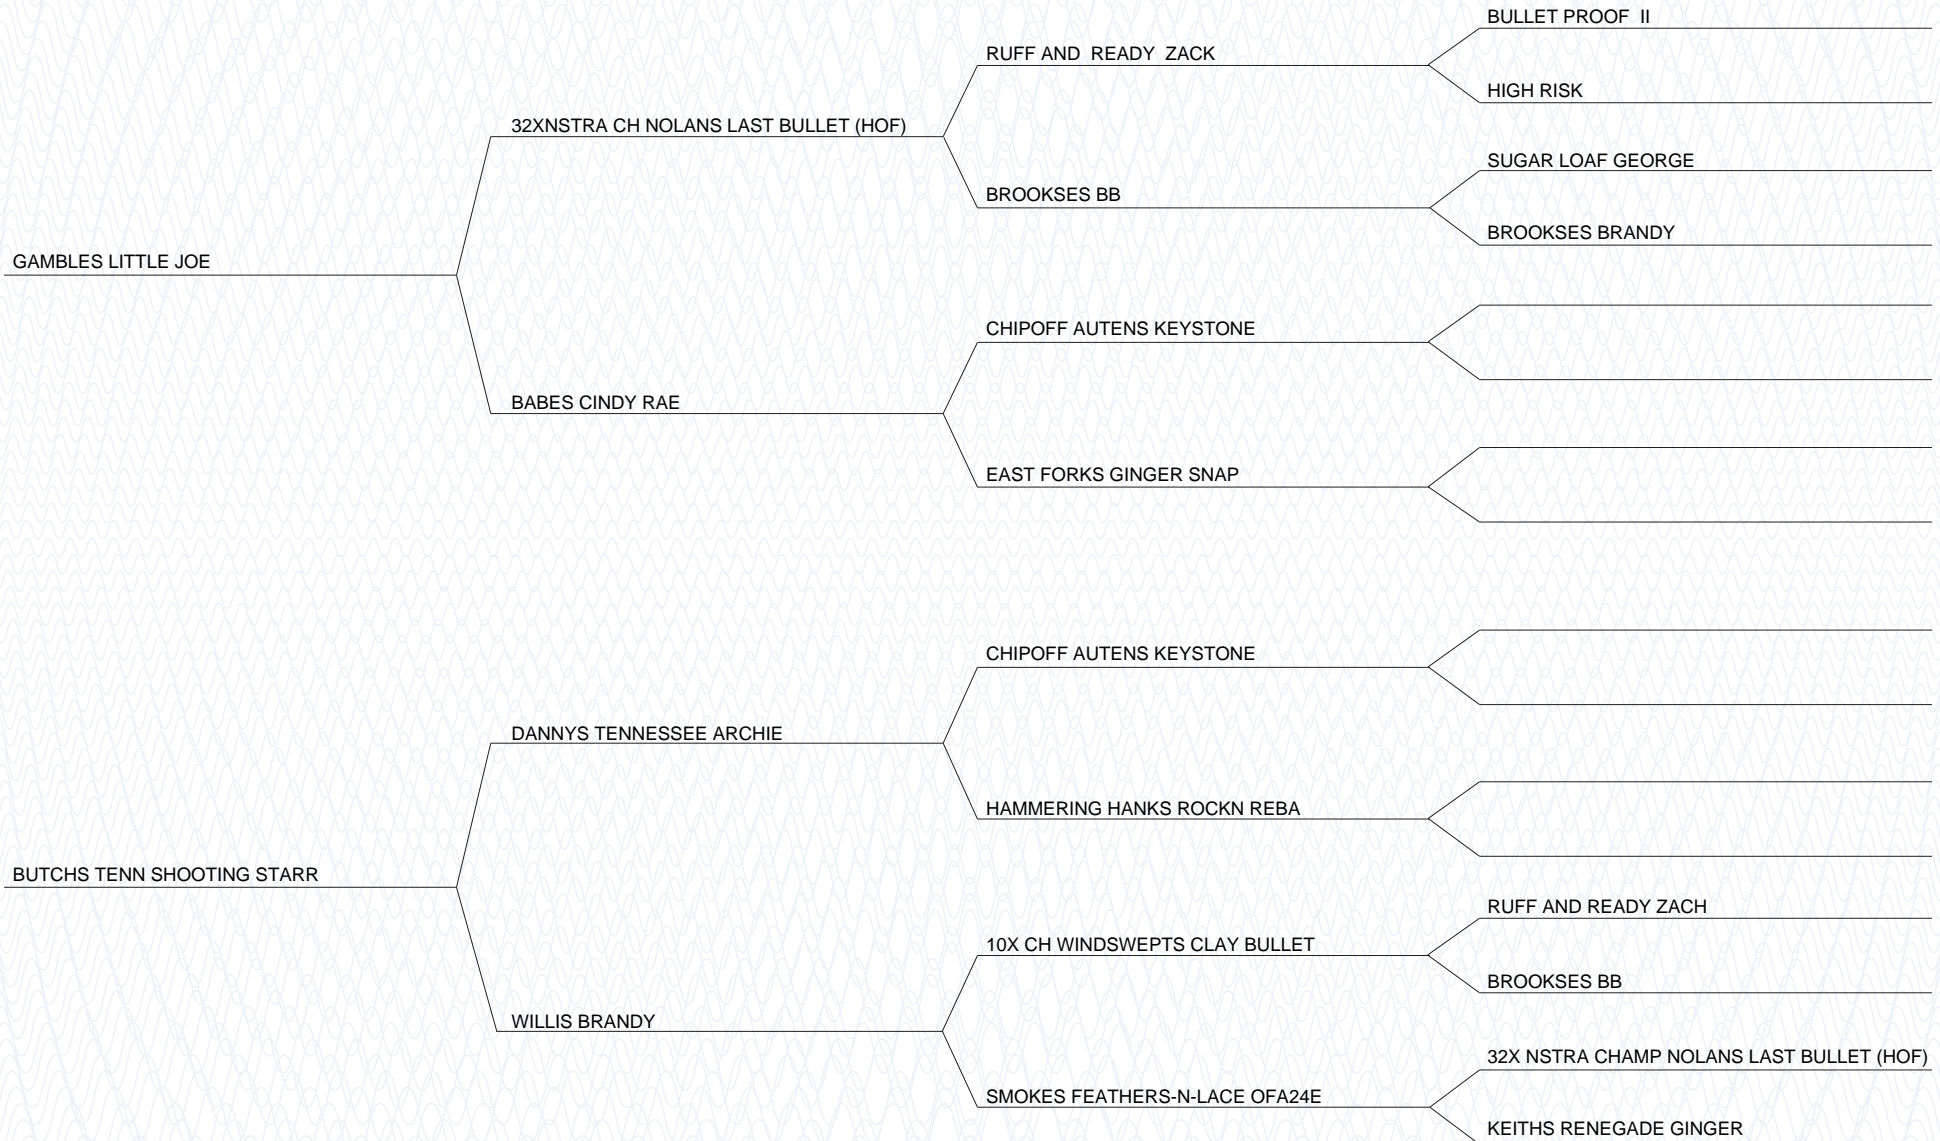 BULLET PROOF  II
RUFF AND  READY  ZACK
HIGH RISK
32XNSTRA CH NOLANS LAST BULLET (HOF)
SUGAR LOAF GEORGE
BROOKSES BB
BROOKSES BRANDY
GAMBLES LITTLE JOE
CHIPOFF AUTENS KEYSTONE
BABES CINDY RAE
EAST FORKS GINGER SNAP
CHIPOFF AUTENS KEYSTONE
DANNYS TENNESSEE ARCHIE
HAMMERING HANKS ROCKN REBA
BUTCHS TENN SHOOTING STARR
RUFF AND READY ZACH
10X CH WINDSWEPTS CLAY BULLET
BROOKSES BB
WILLIS BRANDY
32X NSTRA CHAMP NOLANS LAST BULLET (HOF)
SMOKES FEATHERS-N-LACE OFA24E
KEITHS RENEGADE GINGER